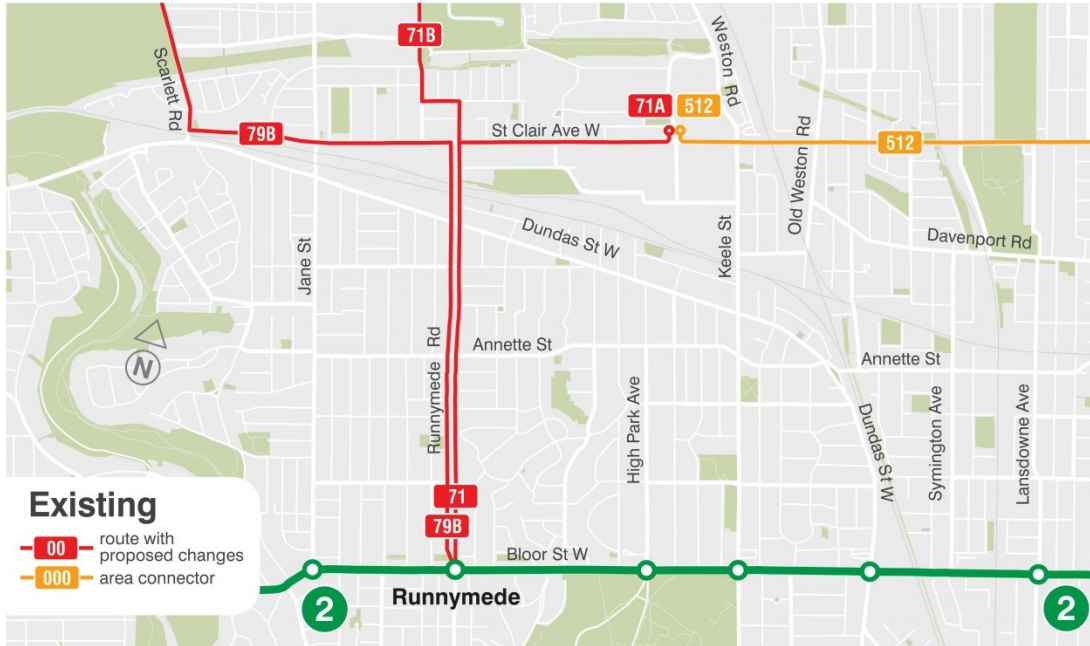 71B
Weston Rd
Scarlett Rd
71A
512
79B
St Clair Ave W
512
Old Weston Rd
Dundas St W
Keele St
Davenport Rd
Jane St
N
Runnymede Rd
Annette St
Annette St
High Park Ave
Dundas St W
Symington Ave
Lansdowne Ave
71
79B
Existing
00
route with
proposed changes
000
area connector
Bloor St W
2
Runnymede
2